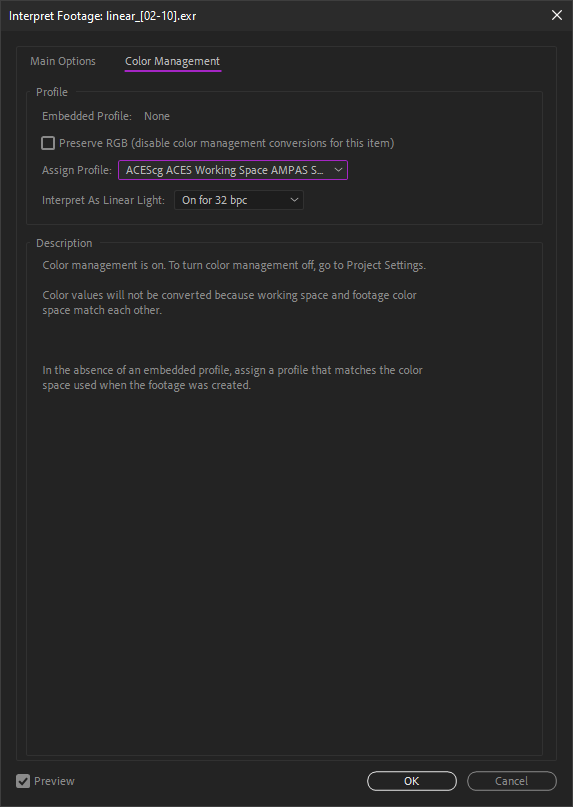 Interpret Footage: linear_[02-10].exr
Main Options
Color Management
Profile
Embedded Profile: None
Preserve RGB (disable color management conversions for this item)
Assign Profile: ACEScg ACES Working Space AMPAS S...
Interpret As Linear Light: On for 32 bpc
Description
Color management is on. To turn color management off, go to Project Settings.
Color values will not be converted because working space and footage color
space match each other.
In the absence of an embedded profile, assign a profile that matches the color
space used when the footage was created.
Preview
OK
Cancel